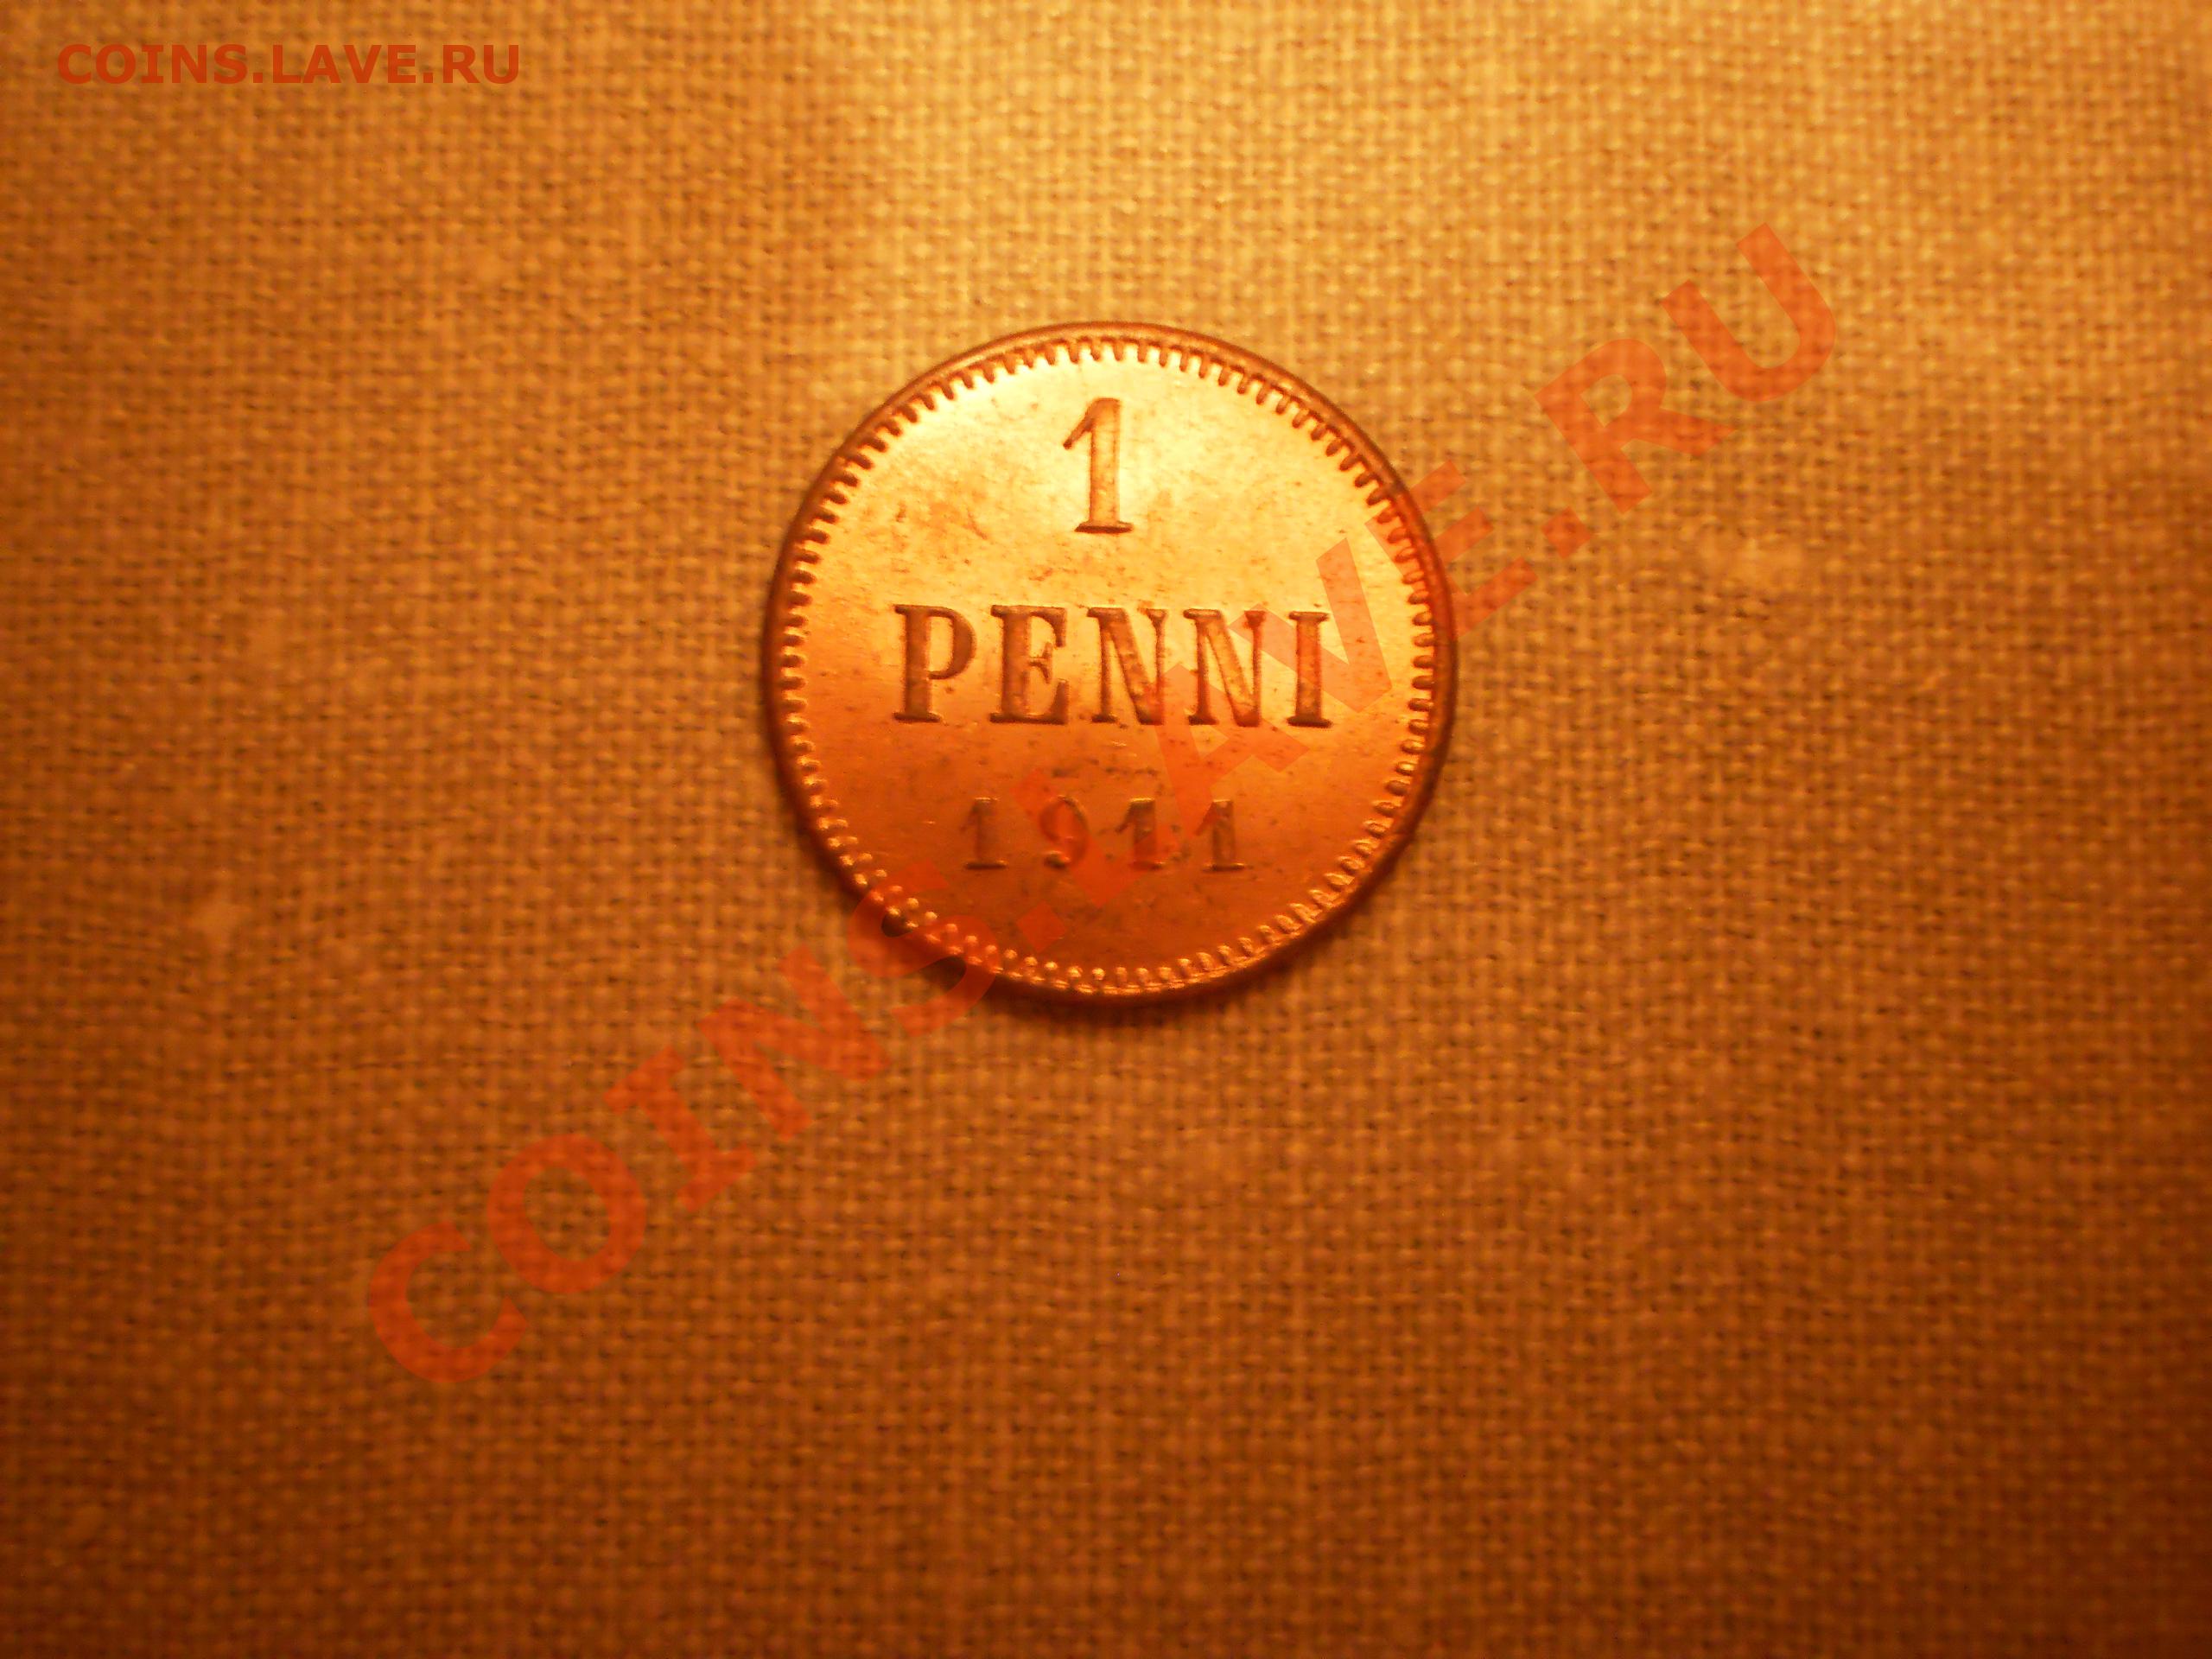 COINS.LAVE.RU
1
PENNI
1911
COINS.LAVE.RU